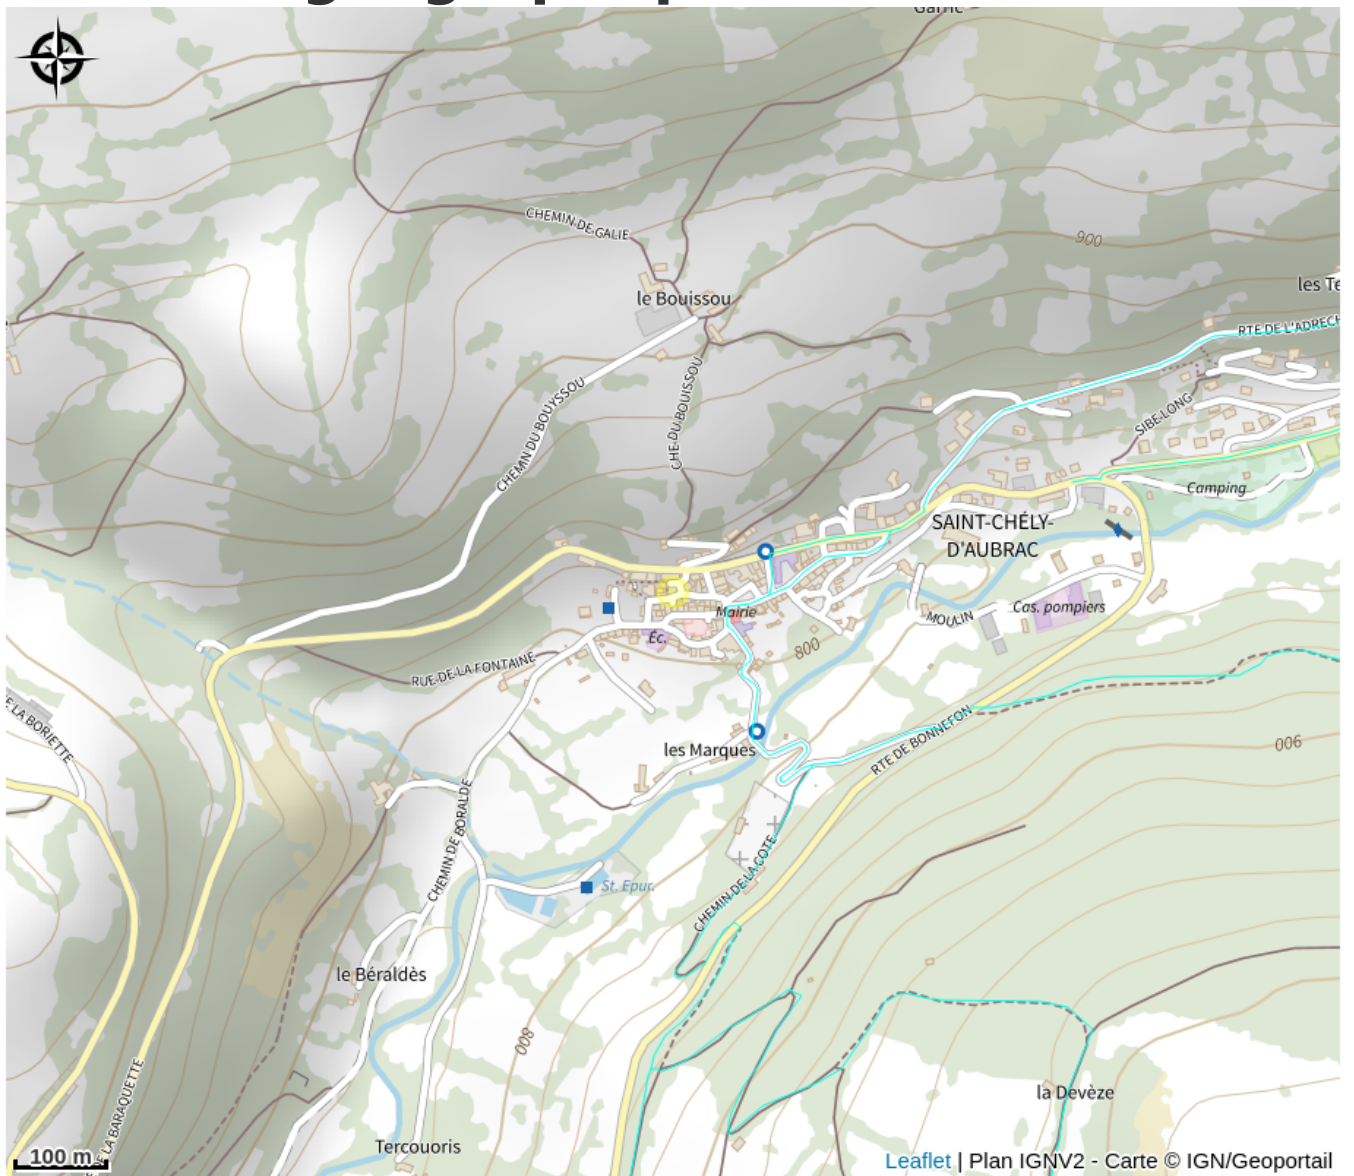 Garric
CHEMIN DE GALIE
900
le Bouissou
les Te
RTE DE L'ADRECH
CHEMIN DU BOUYSSOU
CHE DU BOUISSOU
SIBE-LONG
Camping
SAINT-CHÉLY-
D'AUBRAC
Mairie
Cas. pompiers
MOULIN
Éc.
800
RUE DE LA FONTAINE
E LA BORIETTE
les Marques
RTE DE BONNEFON
900
CHEMIN DE BORALDE
CHEMIN DE LA COTE
St. Epur.
le Béraldès
800
la Devèze
E LA BARAQUETTE
Tercouoris
100 m
Leaflet | Plan IGNV2 - Carte © IGN/Geoportail